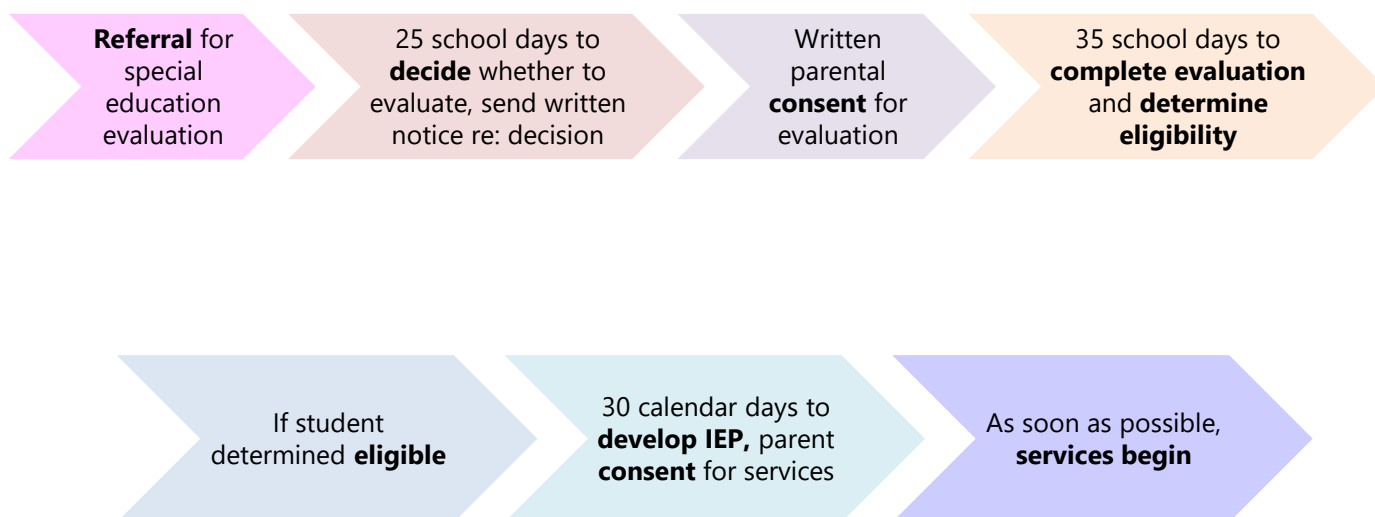 Referral for
special
education
evaluation
25 school days to
decide whether to
evaluate, send written
notice re: decision
Written
parental
consent for
evaluation
35 school days to
complete evaluation
and determine
eligibility
If student
determined eligible
30 calendar days to
develop IEP, parent
consent for services
As soon as possible,
services begin